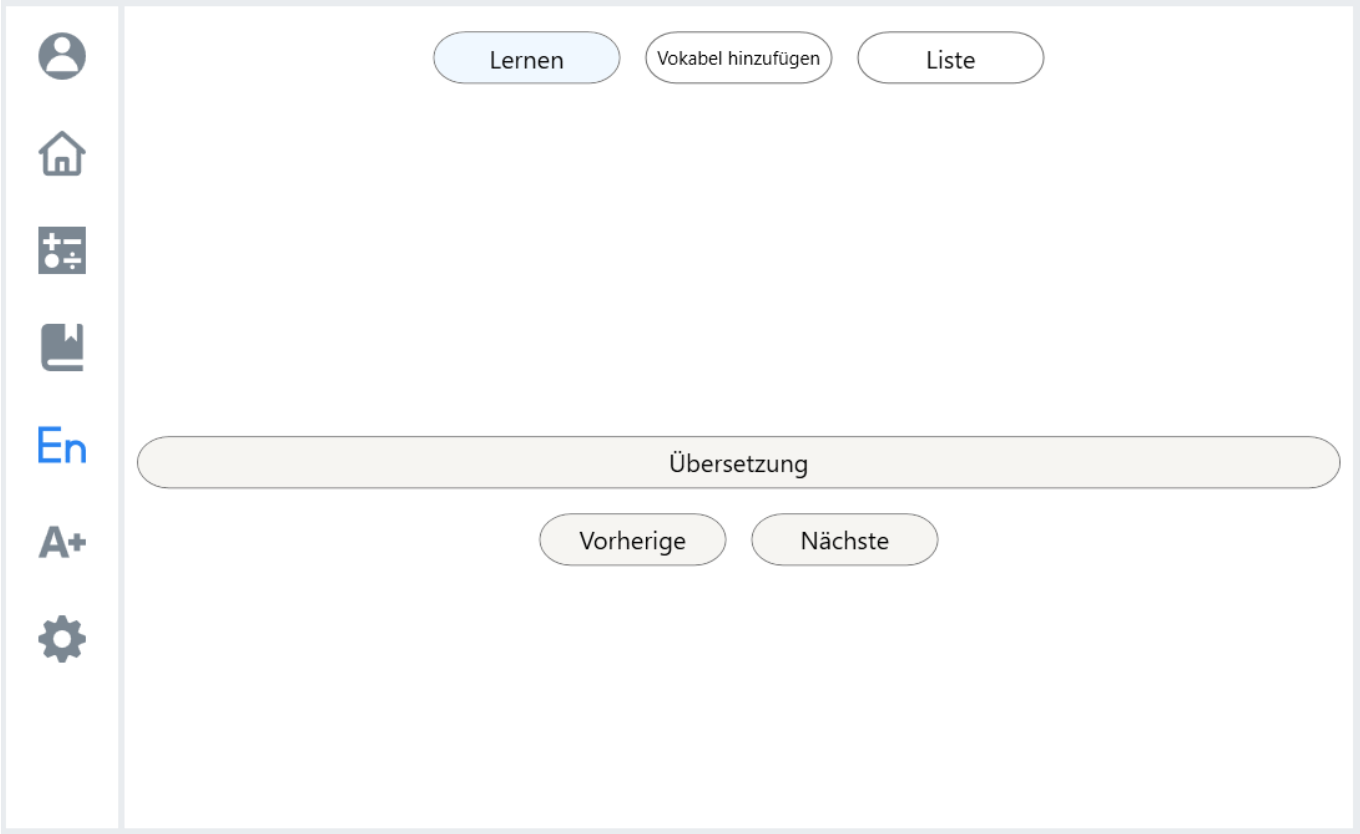 Lernen
Vokabel hinzufügen
Liste
En
A+
Übersetzung
Vorherige
Nächste